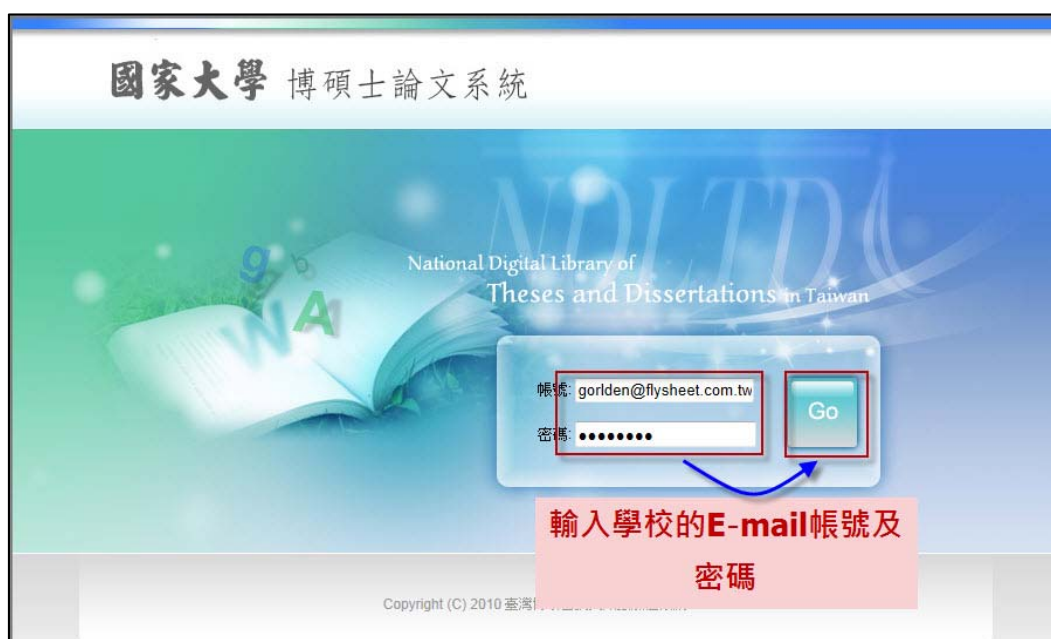 國家大學 博碩士論文系統
NDLTD
National Digital Library of
Theses and Dissertations in Taiwan
g b
W A
帳號: gorlden@flysheet.com.tw
密碼: ●●●●●●●●
Go
輸入學校的E-mail帳號及
密碼
Copyright (C) 2010 臺灣